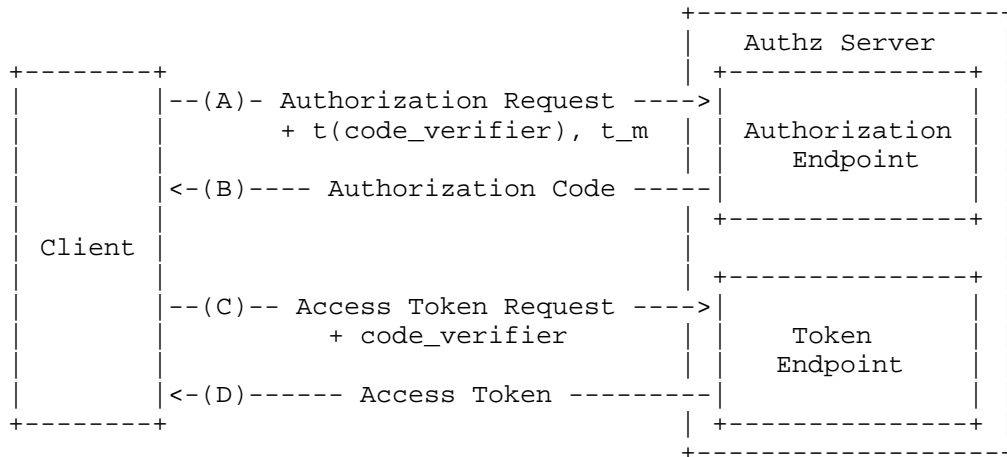 Authz Server
--(A)- Authorization Request ---->
+ t(code_verifier), t_m
Authorization
Endpoint
<-(B)---- Authorization Code -----
Client
--(C)-- Access Token Request ---->
+ code_verifier
Token
Endpoint
<-(D)------ Access Token ---------